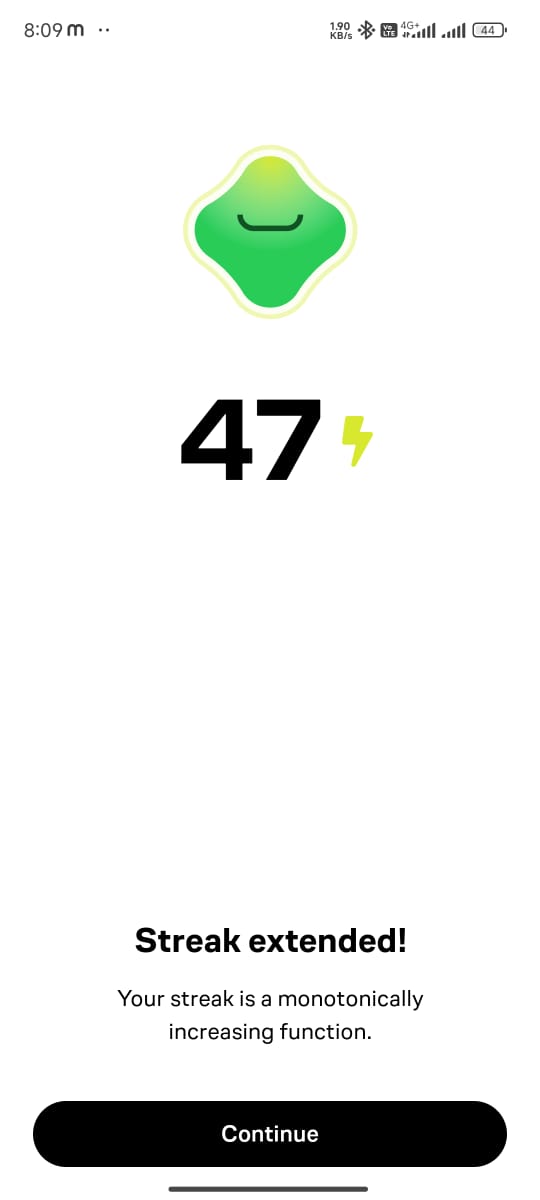 8:09 m
1.90 KB/s Vo LTE 4G+ 44
47
Streak extended!
Your streak is a monotonically
increasing function.
Continue